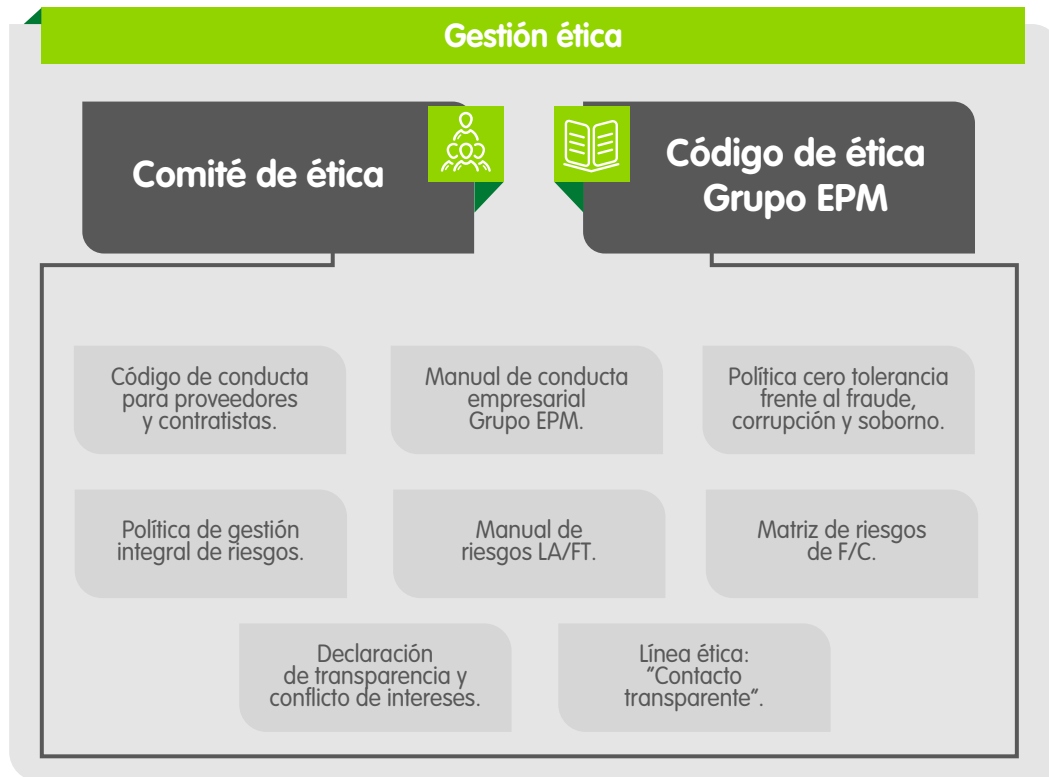 Gestión ética
Comité de ética
Código de ética
Grupo EPM
Código de conducta
para proveedores
y contratistas.
Manual de conducta
empresarial
Grupo EPM.
Política cero tolerancia
frente al fraude,
corrupción y soborno.
Política de gestión
integral de riesgos.
Manual de
riesgos LA/FT.
Matriz de riesgos
de F/C.
Declaración
de transparencia y
conflicto de intereses.
Línea ética:
"Contacto
transparente".